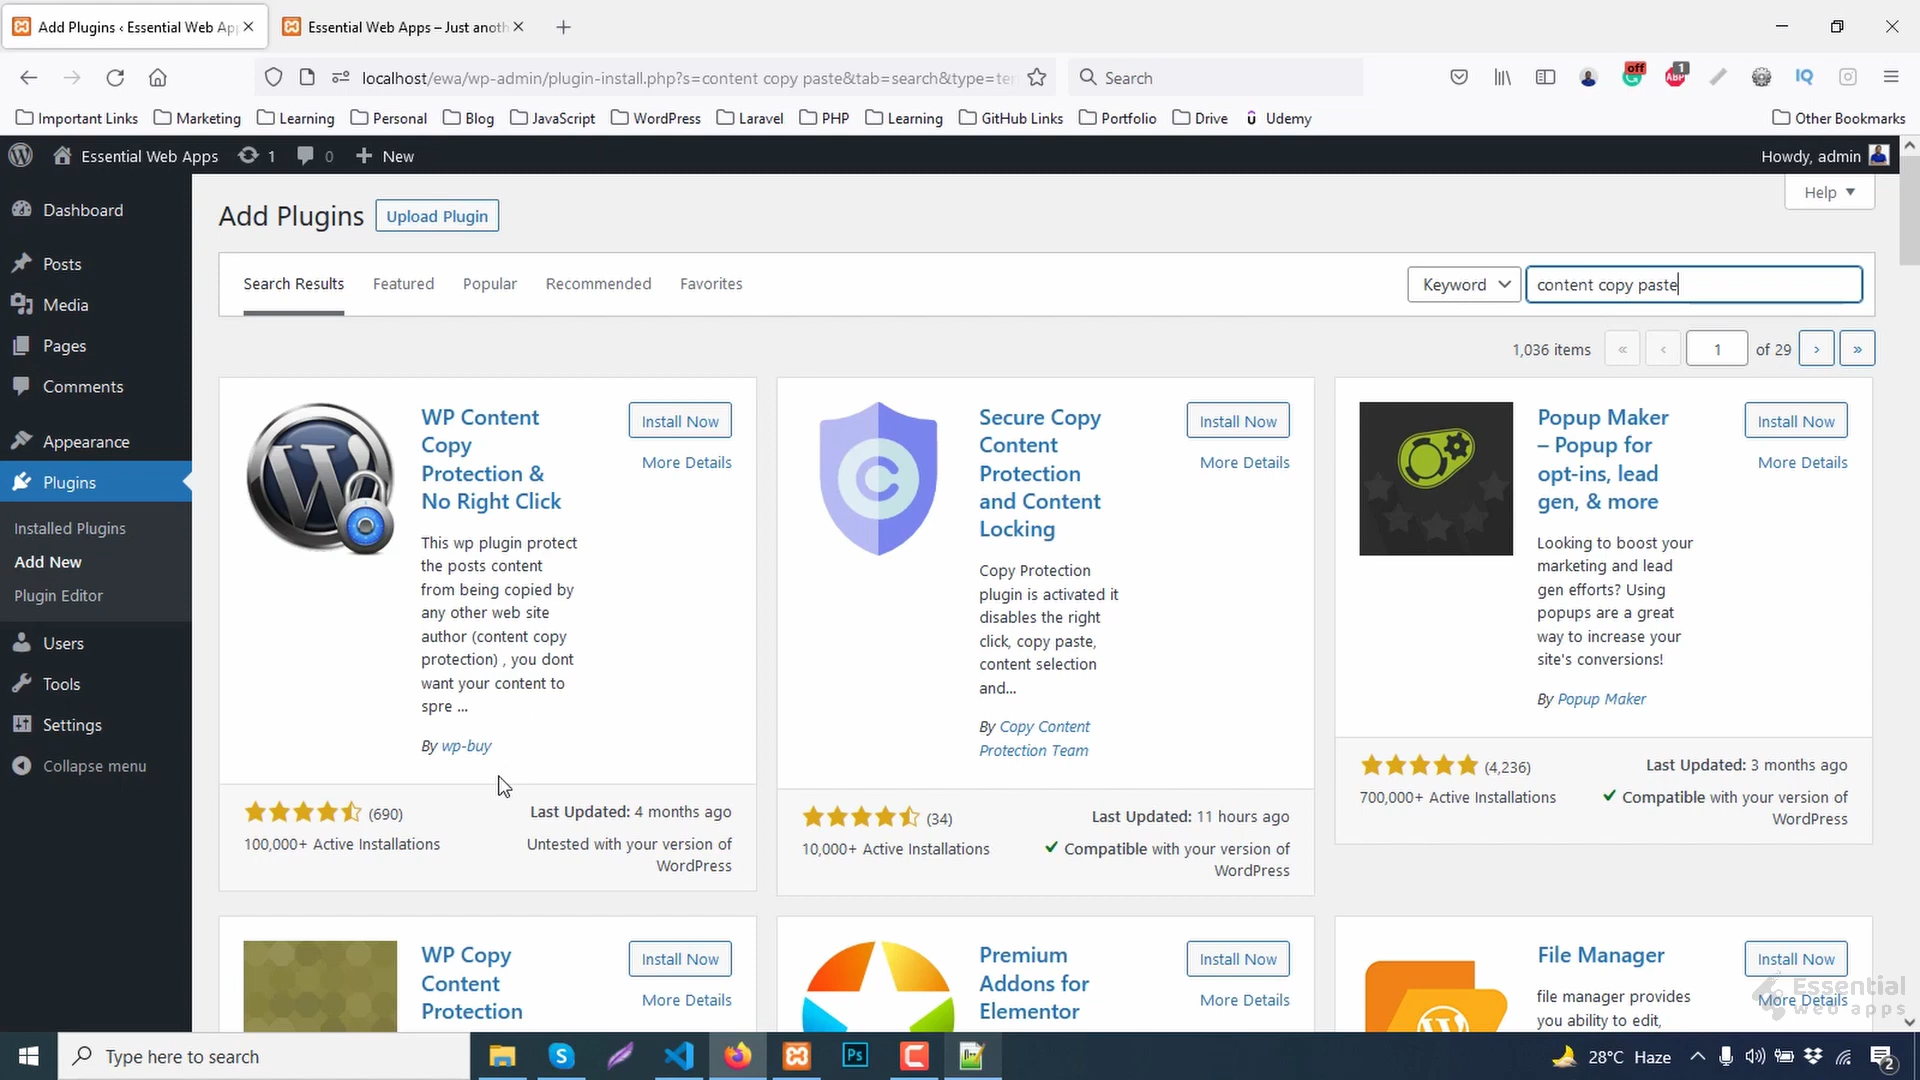 Add Plugins ‹ Essential Web Ap
Essential Web Apps – Just anoth
localhost/ewa/wp-admin/plugin-install.php?s=content copy paste&tab=search&type=ter
Search
off
ABP
1
IQ
Important Links
Marketing
Learning
Personal
Blog
JavaScript
WordPress
Laravel
PHP
Learning
GitHub Links
Portfolio
Drive
Udemy
Other Bookmarks
Essential Web Apps
1
0
New
Howdy, admin
Dashboard
Posts
Media
Pages
Comments
Appearance
Plugins
Installed Plugins
Add New
Plugin Editor
Users
Tools
Settings
Collapse menu
Help
Add Plugins
Upload Plugin
Search Results
Featured
Popular
Recommended
Favorites
Keyword
content copy paste
1,036 items
«
‹
1
of 29
›
»
WP Content
Copy
Protection &
No Right Click
Install Now
More Details
This wp plugin protect
the posts content
from being copied by
any other web site
author (content copy
protection) , you dont
want your content to
spre ...
By wp-buy
(690)
Last Updated: 4 months ago
100,000+ Active Installations
Untested with your version of
WordPress
Secure Copy
Content
Protection
and Content
Locking
Install Now
More Details
Copy Protection
plugin is activated it
disables the right
click, copy paste,
content selection
and...
By Copy Content
Protection Team
(34)
Last Updated: 11 hours ago
10,000+ Active Installations
Compatible with your version of
WordPress
Popup Maker
– Popup for
opt-ins, lead
gen, & more
Install Now
More Details
Looking to boost your
marketing and lead
gen efforts? Using
popups are a great
way to increase your
site's conversions!
By Popup Maker
(4,236)
Last Updated: 3 months ago
700,000+ Active Installations
Compatible with your version of
WordPress
WP Copy
Content
Protection
Install Now
More Details
Premium
Addons for
Elementor
Install Now
More Details
File Manager
Install Now
More Details
file manager provides
you ability to edit,
Essential
web apps
Type here to search
Ps
28°C Haze
2